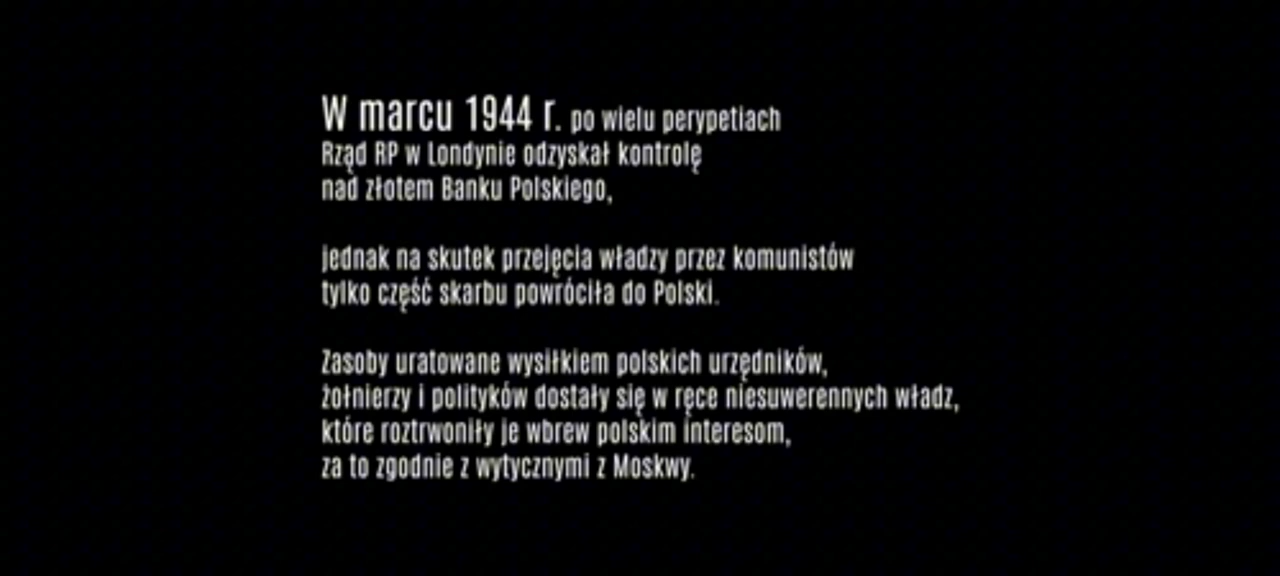 W marcu 1944 r. po wielu perypetiach
Rząd RP w Londynie odzyskał kontrolę
nad złotem Banku Polskiego,
jednak na skutek przejęcia władzy przez komunistów
tylko część skarbu powróciła do Polski.
Zasoby uratowane wysiłkiem polskich urzędników,
żołnierzy i polityków dostały się w ręce niesuwerennych władz,
które roztrwoniły je wbrew polskim interesom,
za to zgodnie z wytycznymi z Moskwy.